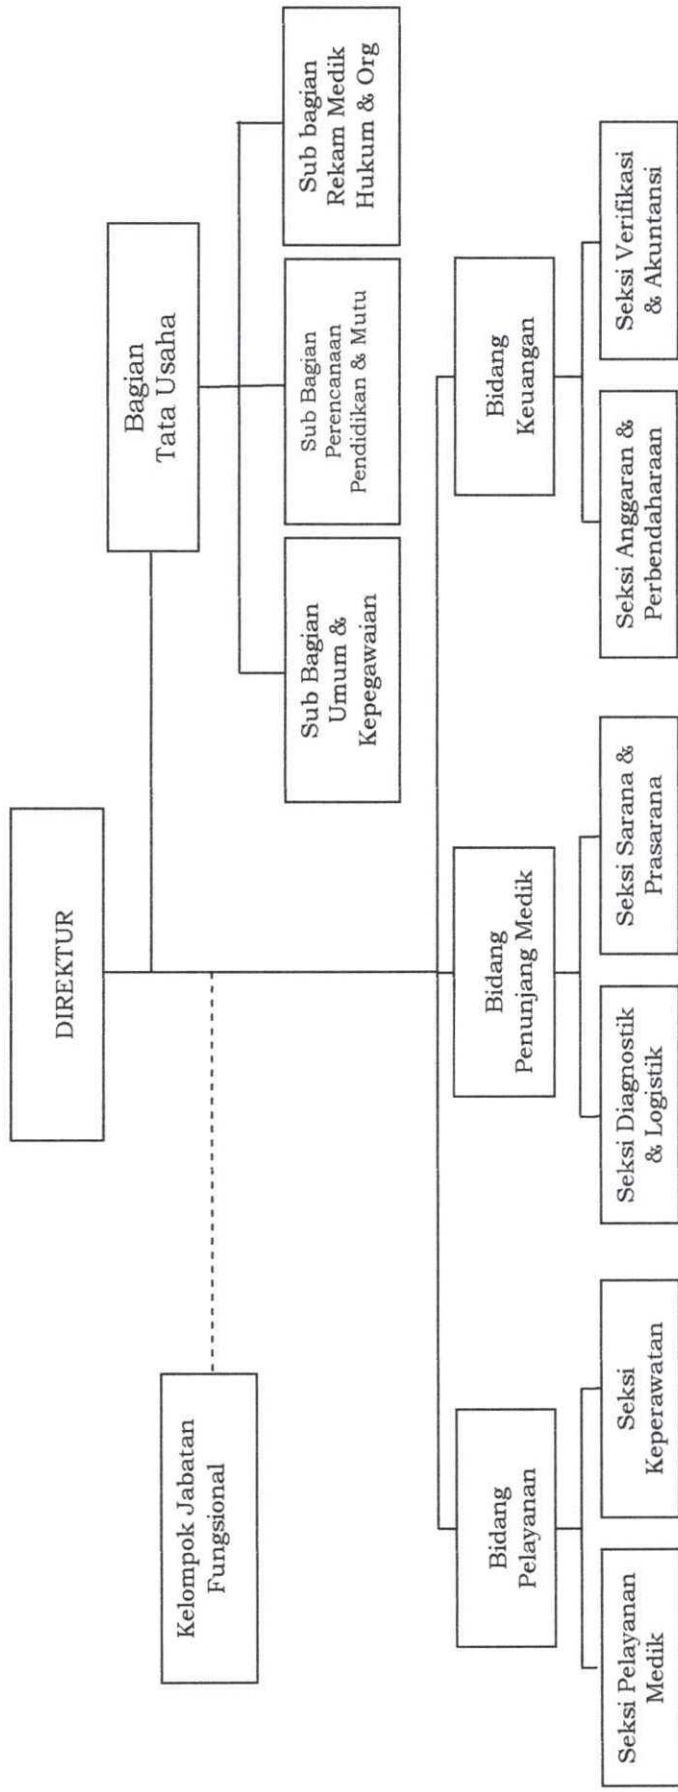 DIREKTUR
Bagian
Tata Usaha
Kelompok Jabatan
Fungsional
Sub Bagian
Umum &
Kepegawaian
Sub Bagian
Perencanaan
Pendidikan & Mutu
Sub bagian
Rekam Medik
Hukum & Org
Bidang
Pelayanan
Bidang
Penunjang Medik
Bidang
Keuangan
Seksi Pelayanan
Medik
Seksi
Keperawatan
Seksi Diagnostik
& Logistik
Seksi Sarana &
Prasarana
Seksi Anggaran &
Perbendaharaan
Seksi Verifikasi
& Akuntansi